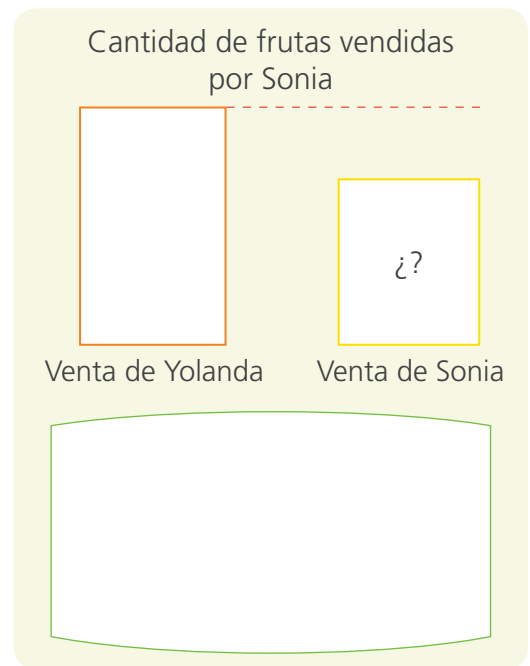 Cantidad de frutas vendidas
por Sonia
¿?
Venta de Yolanda
Venta de Sonia